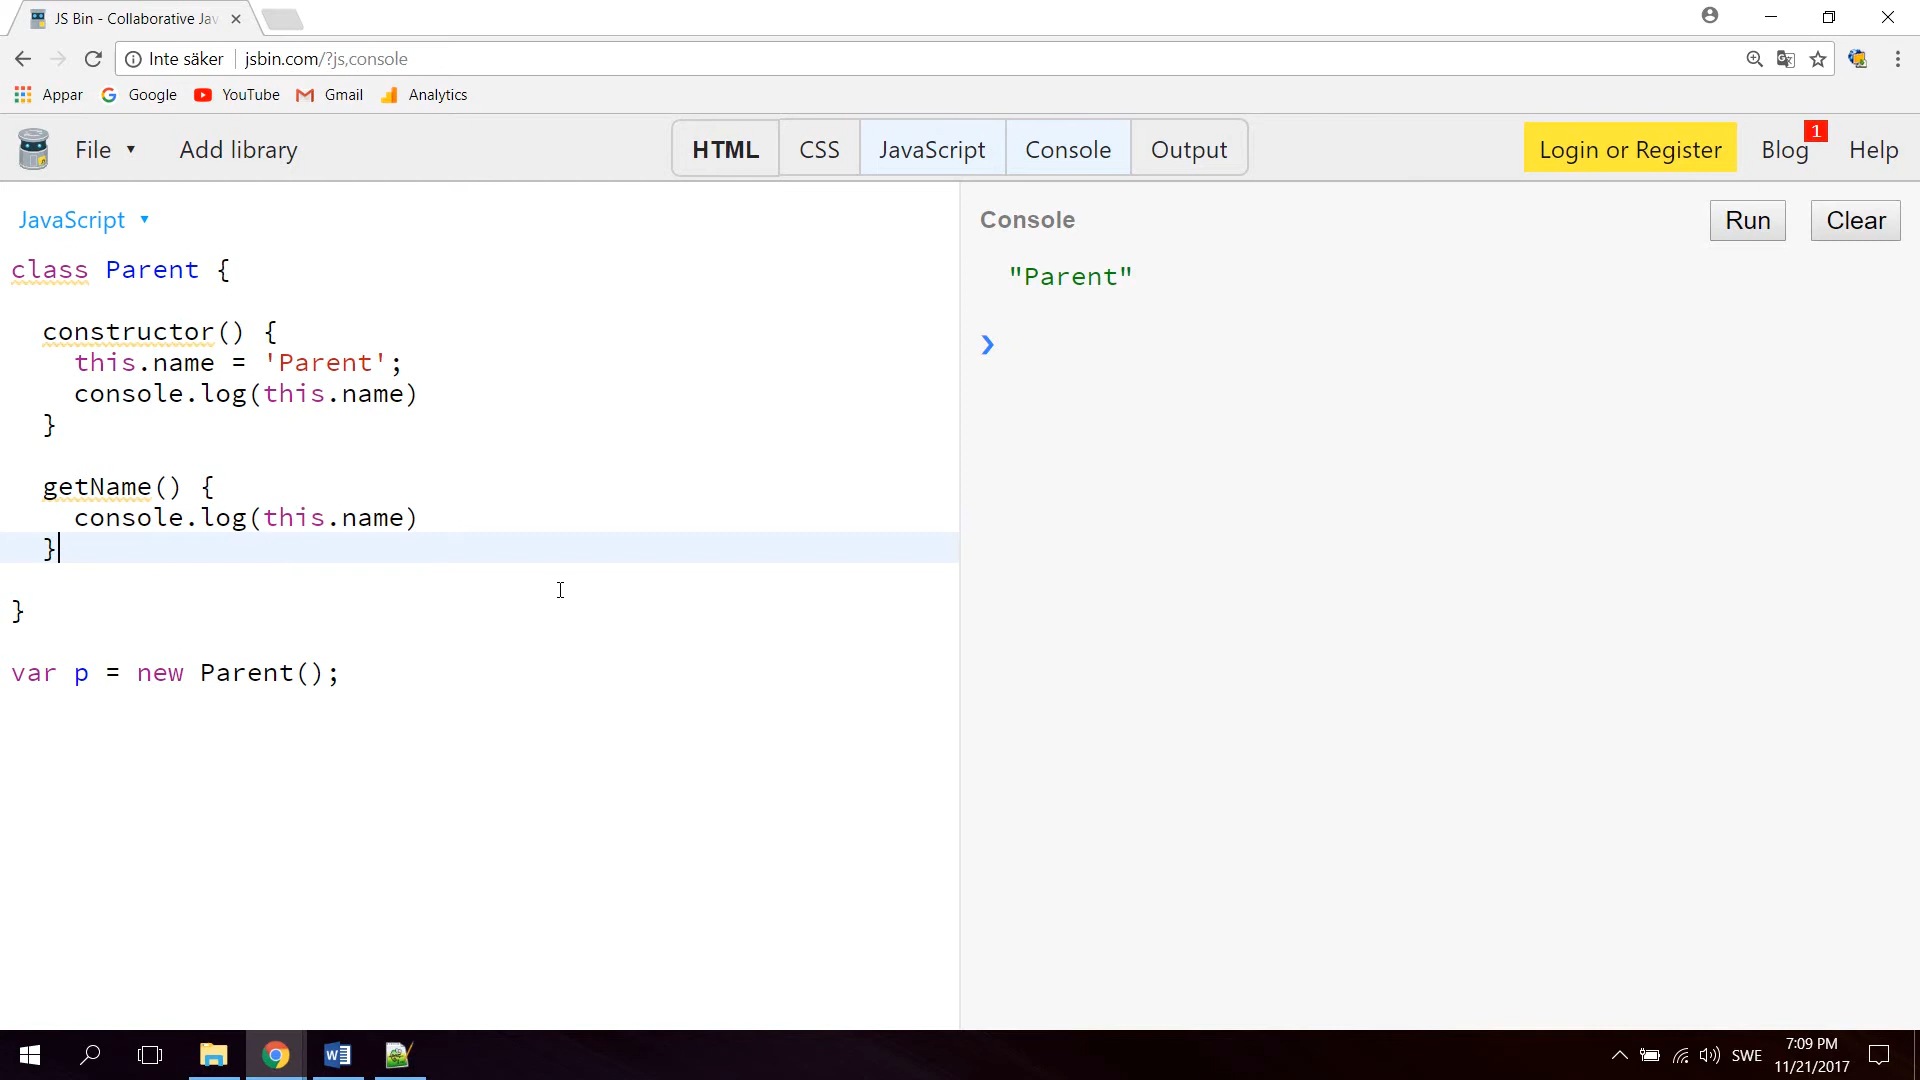 JS Bin - Collaborative Jav
Inte säker jsbin.com/?js,console
Appar Google YouTube Gmail Analytics
File Add library HTML CSS JavaScript Console Output Login or Register Blog 1 Help
JavaScript
class Parent {
constructor() {
this.name = 'Parent';
console.log(this.name)
}
getName() {
console.log(this.name)
}
}
var p = new Parent();
Console Run Clear
"Parent"
SWE
7:09 PM
11/21/2017